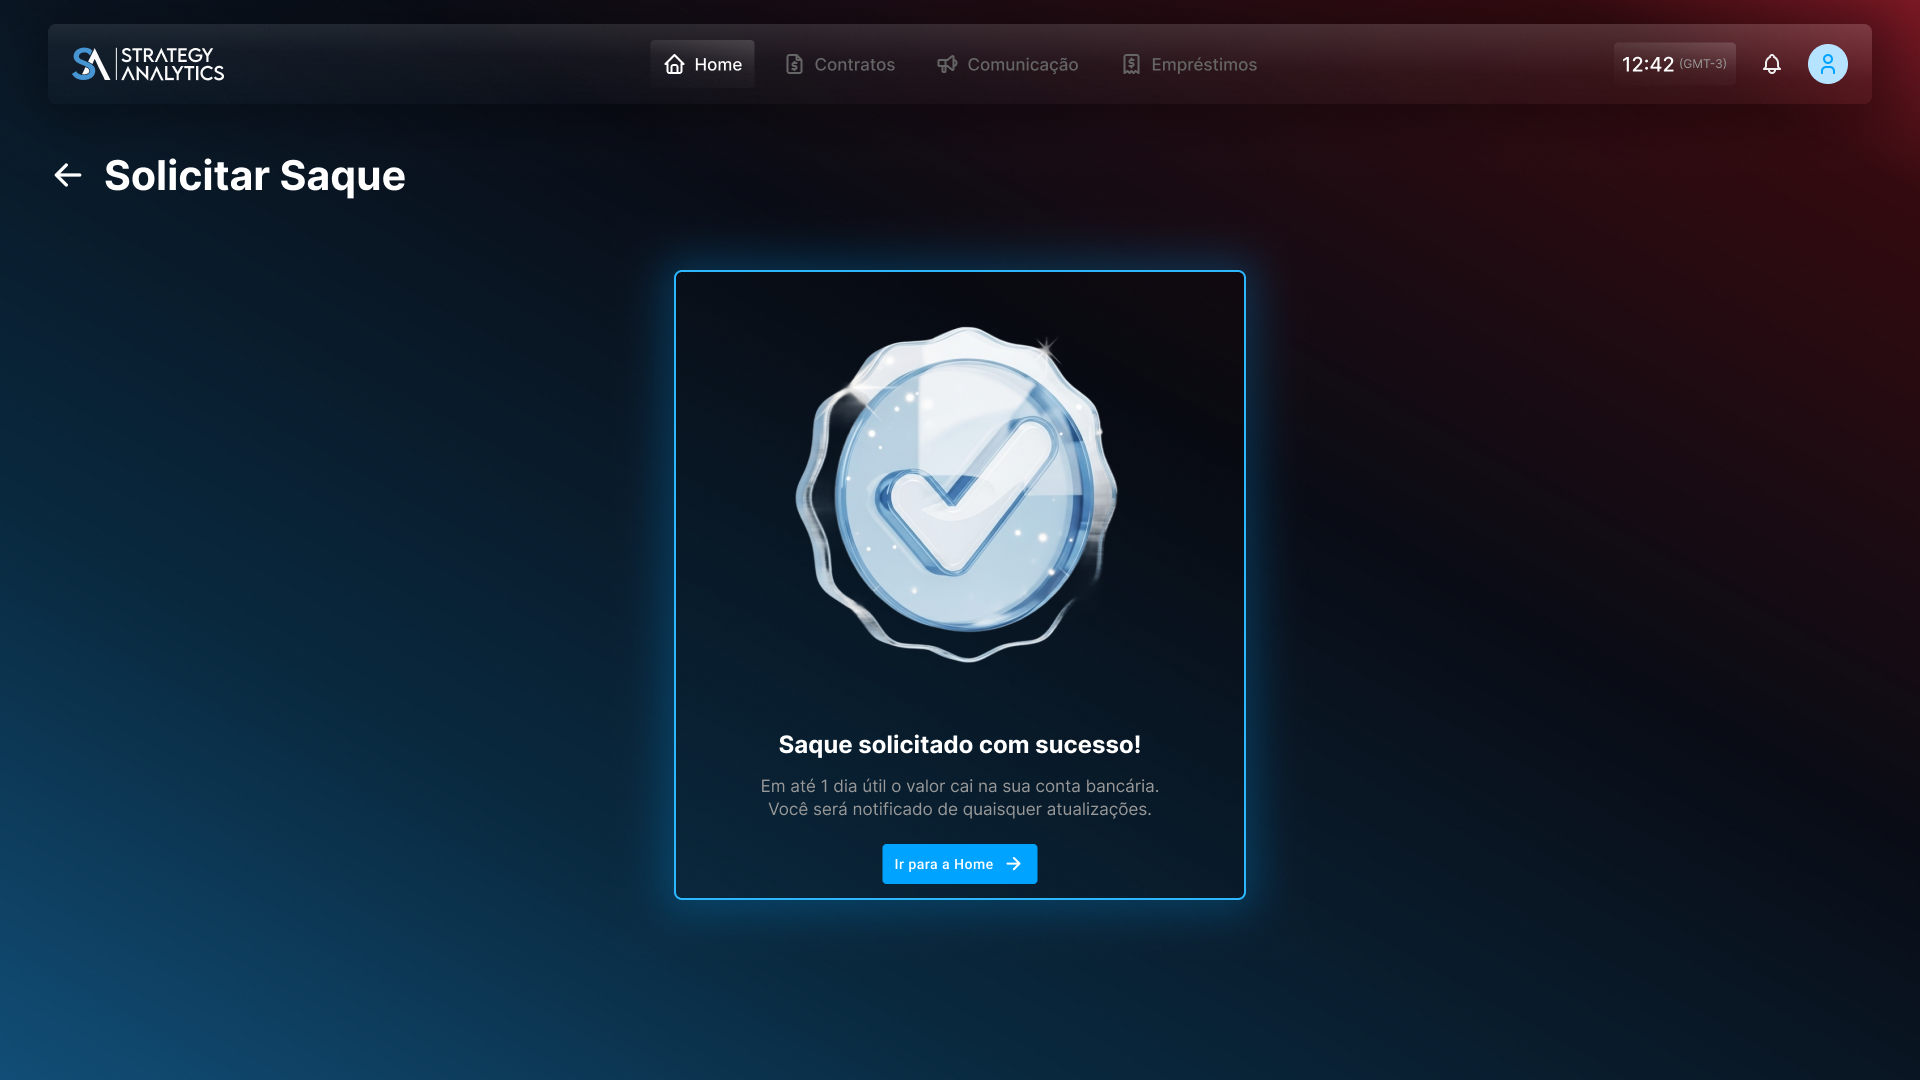 SA STRATEGY
ANALYTICS
Home
Contratos
Comunicação
Empréstimos
12:42 (GMT-3)
Solicitar Saque
Saque solicitado com sucesso!
Em até 1 dia útil o valor cai na sua conta bancária.
Você será notificado de quaisquer atualizações.
Ir para a Home